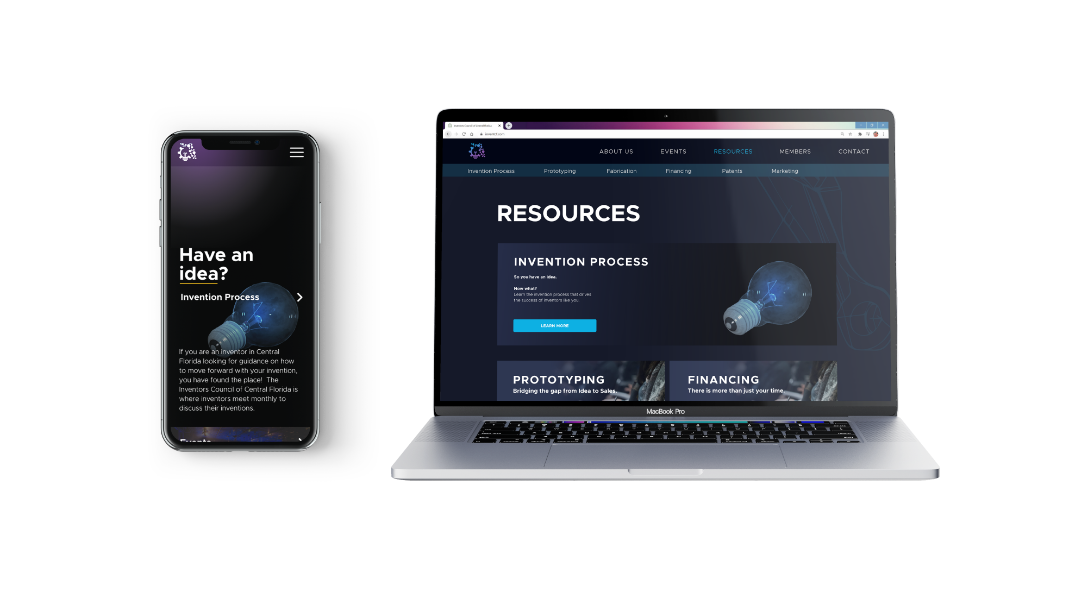 Have an
idea?
Invention Process
If you are an inventor in Central
Florida looking for guidance on how
to move forward with your invention,
you have found the place! The
Inventors Council of Central Florida is
where inventors meet monthly to
discuss their inventions.
Events
ABOUT US EVENTS RESOURCES MEMBERS CONTACT
Invention Process Prototyping Fabrication Financing Patents Marketing
RESOURCES
INVENTION PROCESS
So you have an idea.
Now what?
Learn the invention process that drives
the success of inventors like you.
LEARN MORE
PROTOTYPING
Bridging the gap from Idea to Sales.
FINANCING
There is more than just your time.
MacBook Pro